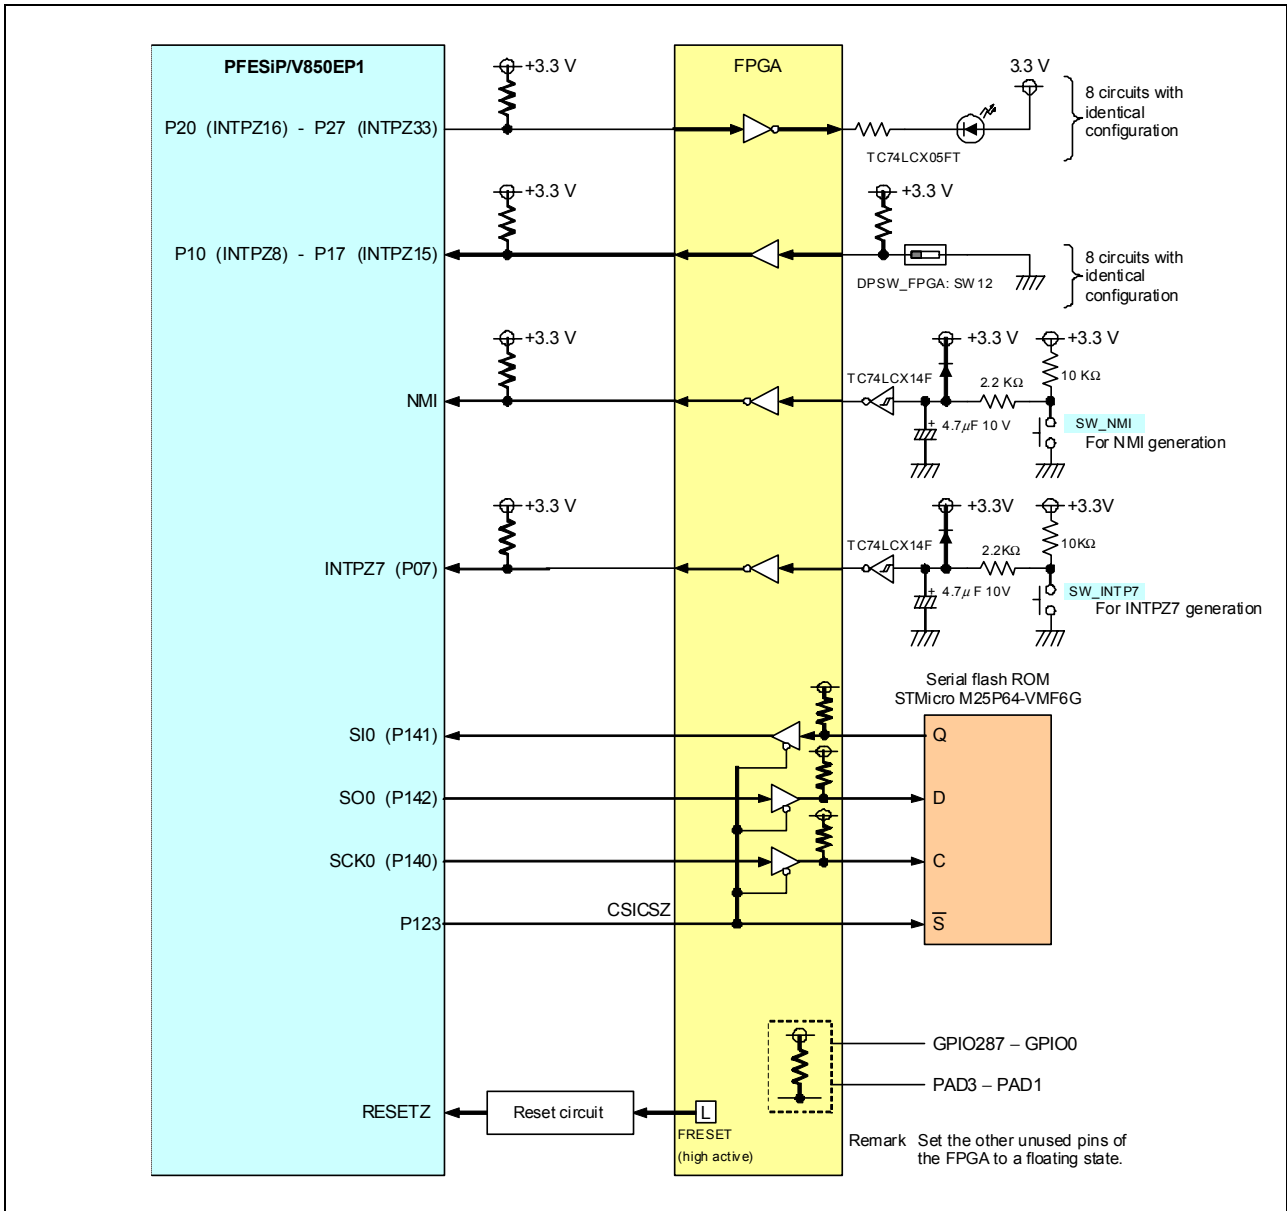 PFESiP/V850EP1
FPGA
+3.3 V
3.3 V
P20 (INTPZ16) - P27 (INTPZ33)
TC74LCX05FT
8 circuits with
identical
configuration
+3.3 V
+3.3 V
P10 (INTPZ8) - P17 (INTPZ15)
DPSW_FPGA: SW12
8 circuits with
identical
configuration
+3.3 V
+3.3 V
+3.3 V
TC74LCX14F
2.2 KΩ
10 KΩ
NMI
4.7µF 10 V
SW_NMI
For NMI generation
+3.3 V
+3.3V
+3.3V
TC74LCX14F
2.2KΩ
10KΩ
INTPZ7 (P07)
4.7µ F 10V
SW_INTP7
For INTPZ7 generation
Serial flash ROM
STMicro M25P64-VMF6G
SI0 (P141)
Q
SO0 (P142)
D
SCK0 (P140)
C
CSICSZ
P123
S̅
GPIO287 – GPIO0
PAD3 – PAD1
RESETZ
Reset circuit
L
FRESET
(high active)
Remark Set the other unused pins of
the FPGA to a floating state.